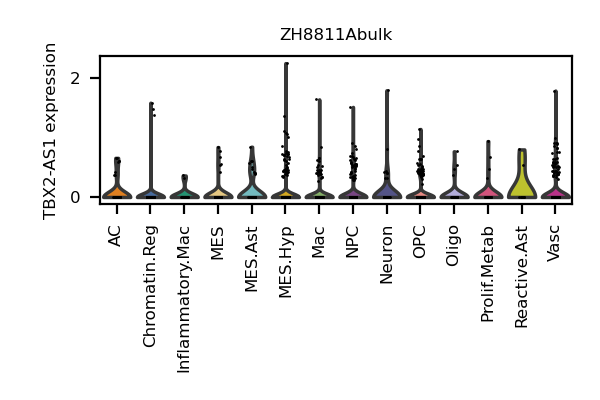 ZH8811Abulk
TBX2-AS1 expression
2
0
AC
Chromatin.Reg
Inflammatory.Mac
MES
MES.Ast
MES.Hyp
Mac
NPC
Neuron
OPC
Oligo
Prolif.Metab
Reactive.Ast
Vasc